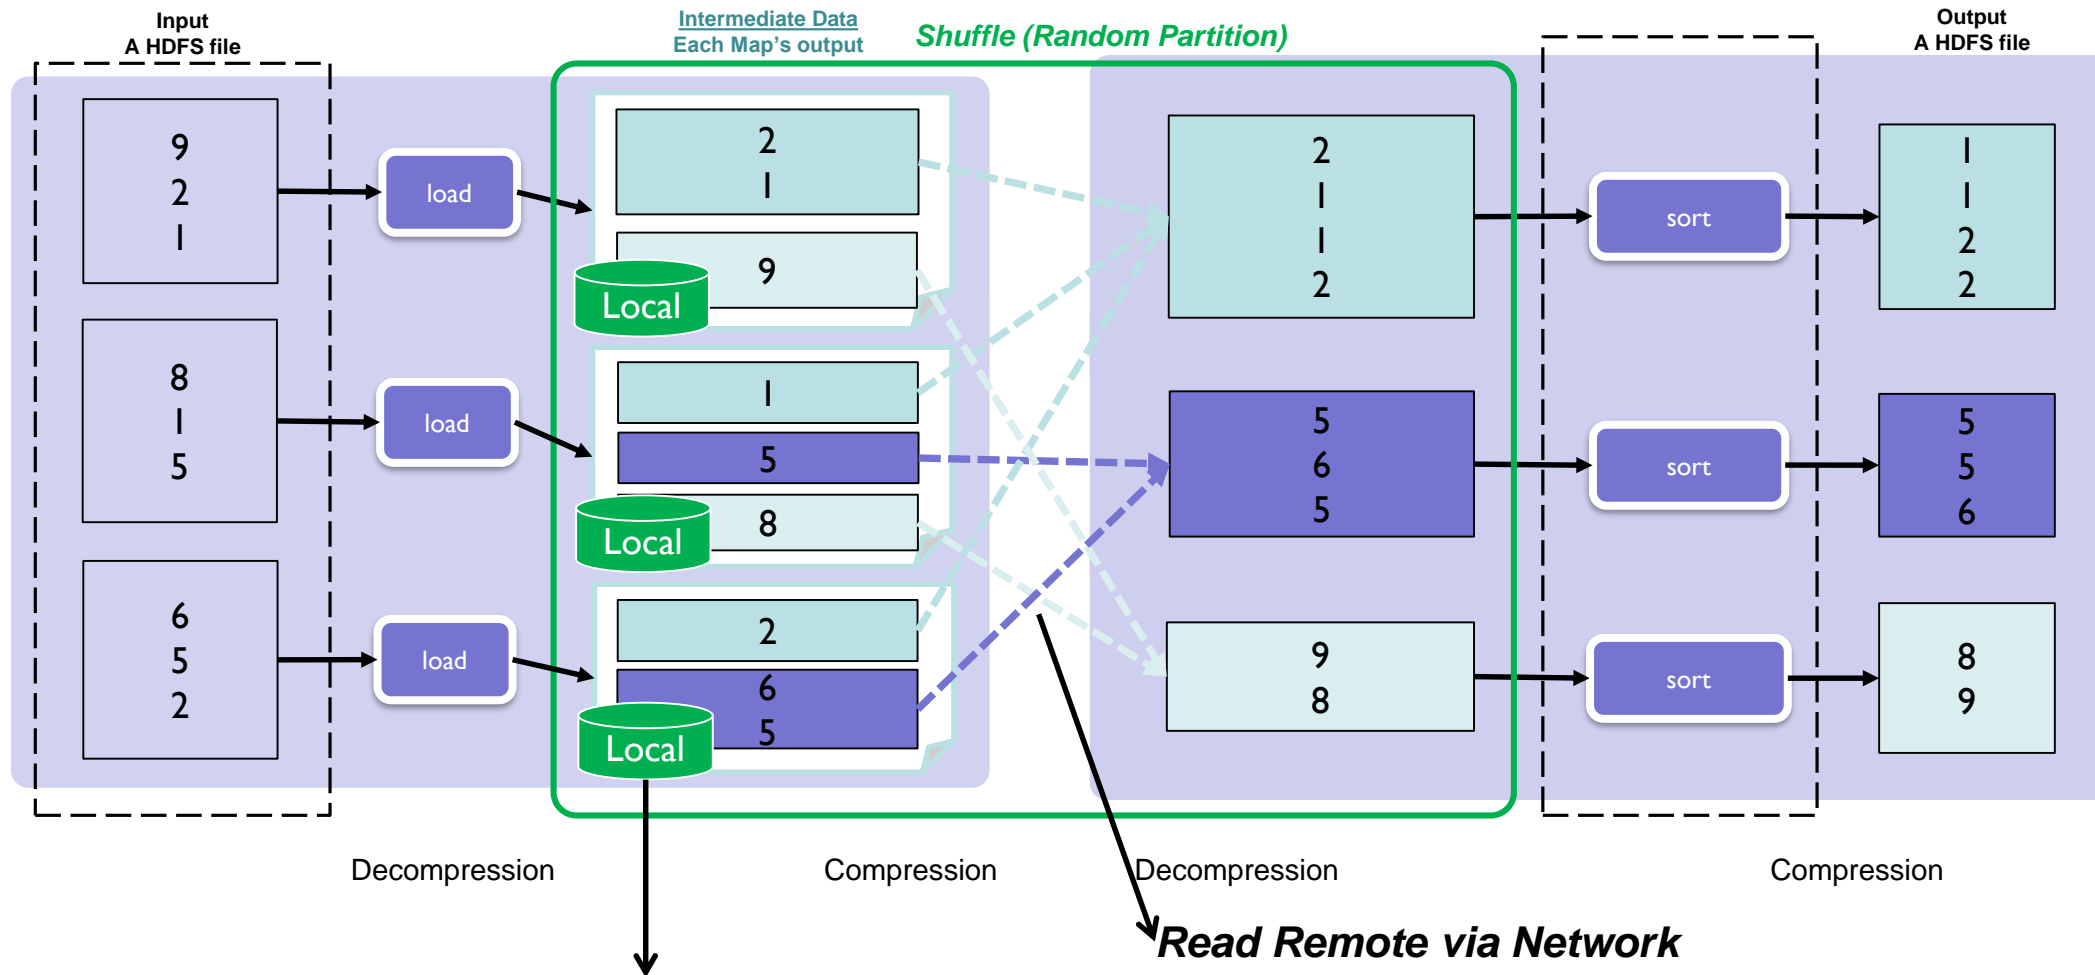 Input
A HDFS file
Intermediate Data
Each Map's output
Shuffle (Random Partition)
Output
A HDFS file
9
2
1
load
2
1
9
Local
2
1
1
2
sort
1
1
2
2
8
1
5
load
1
5
8
Local
5
6
5
sort
5
5
6
6
5
2
load
2
6
5
Local
9
8
sort
8
9
Decompression
Compression
Decompression
Compression
Read Remote via Network